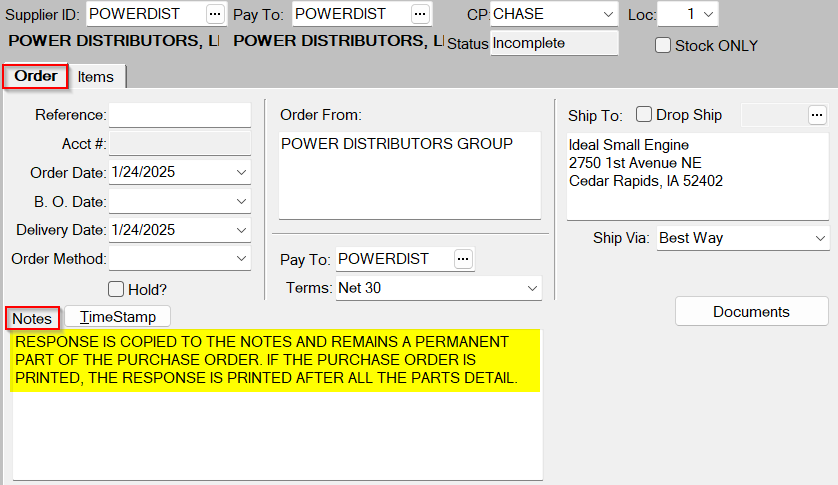 Supplier ID: POWERDIST ... Pay To: POWERDIST ... CP: CHASE Loc: 1
POWER DISTRIBUTORS, POWER DISTRIBUTORS, Status Incomplete Stock ONLY
Order Items
Reference: Order From: Ship To: Drop Ship ...
Acct #: POWER DISTRIBUTORS GROUP Ideal Small Engine
Order Date: 1/24/2025 2750 1st Avenue NE
B. O. Date: Cedar Rapids, IA 52402
Delivery Date: 1/24/2025 Ship Via: Best Way
Order Method: Pay To: POWERDIST ...
Hold? Terms: Net 30
Notes TimeStamp Documents
RESPONSE IS COPIED TO THE NOTES AND REMAINS A PERMANENT
PART OF THE PURCHASE ORDER. IF THE PURCHASE ORDER IS
PRINTED, THE RESPONSE IS PRINTED AFTER ALL THE PARTS DETAIL.